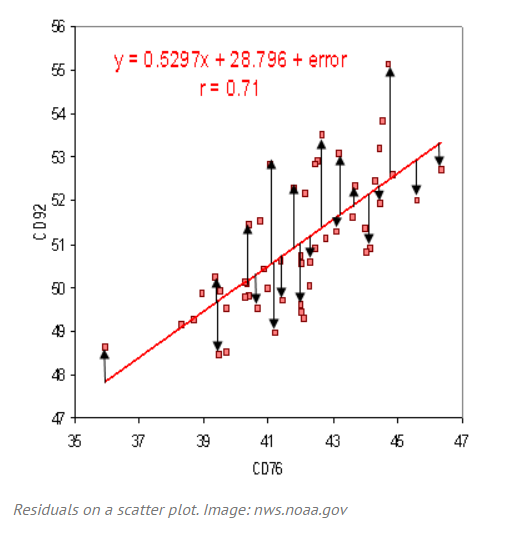 56
55
54
53
52
51
50
49
48
47
CD92
y = 0.5297x + 28.796 + error
r = 0.71
35 37 39 41 43 45 47
CD76
Residuals on a scatter plot. Image: nws.noaa.gov